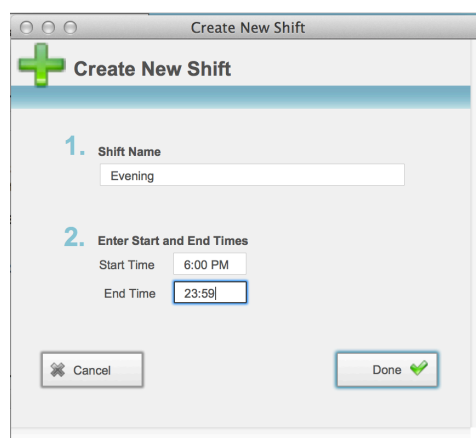 Create New Shift
Create New Shift
1. Shift Name
Evening
2. Enter Start and End Times
Start Time 6:00 PM
End Time 23:59
Cancel Done